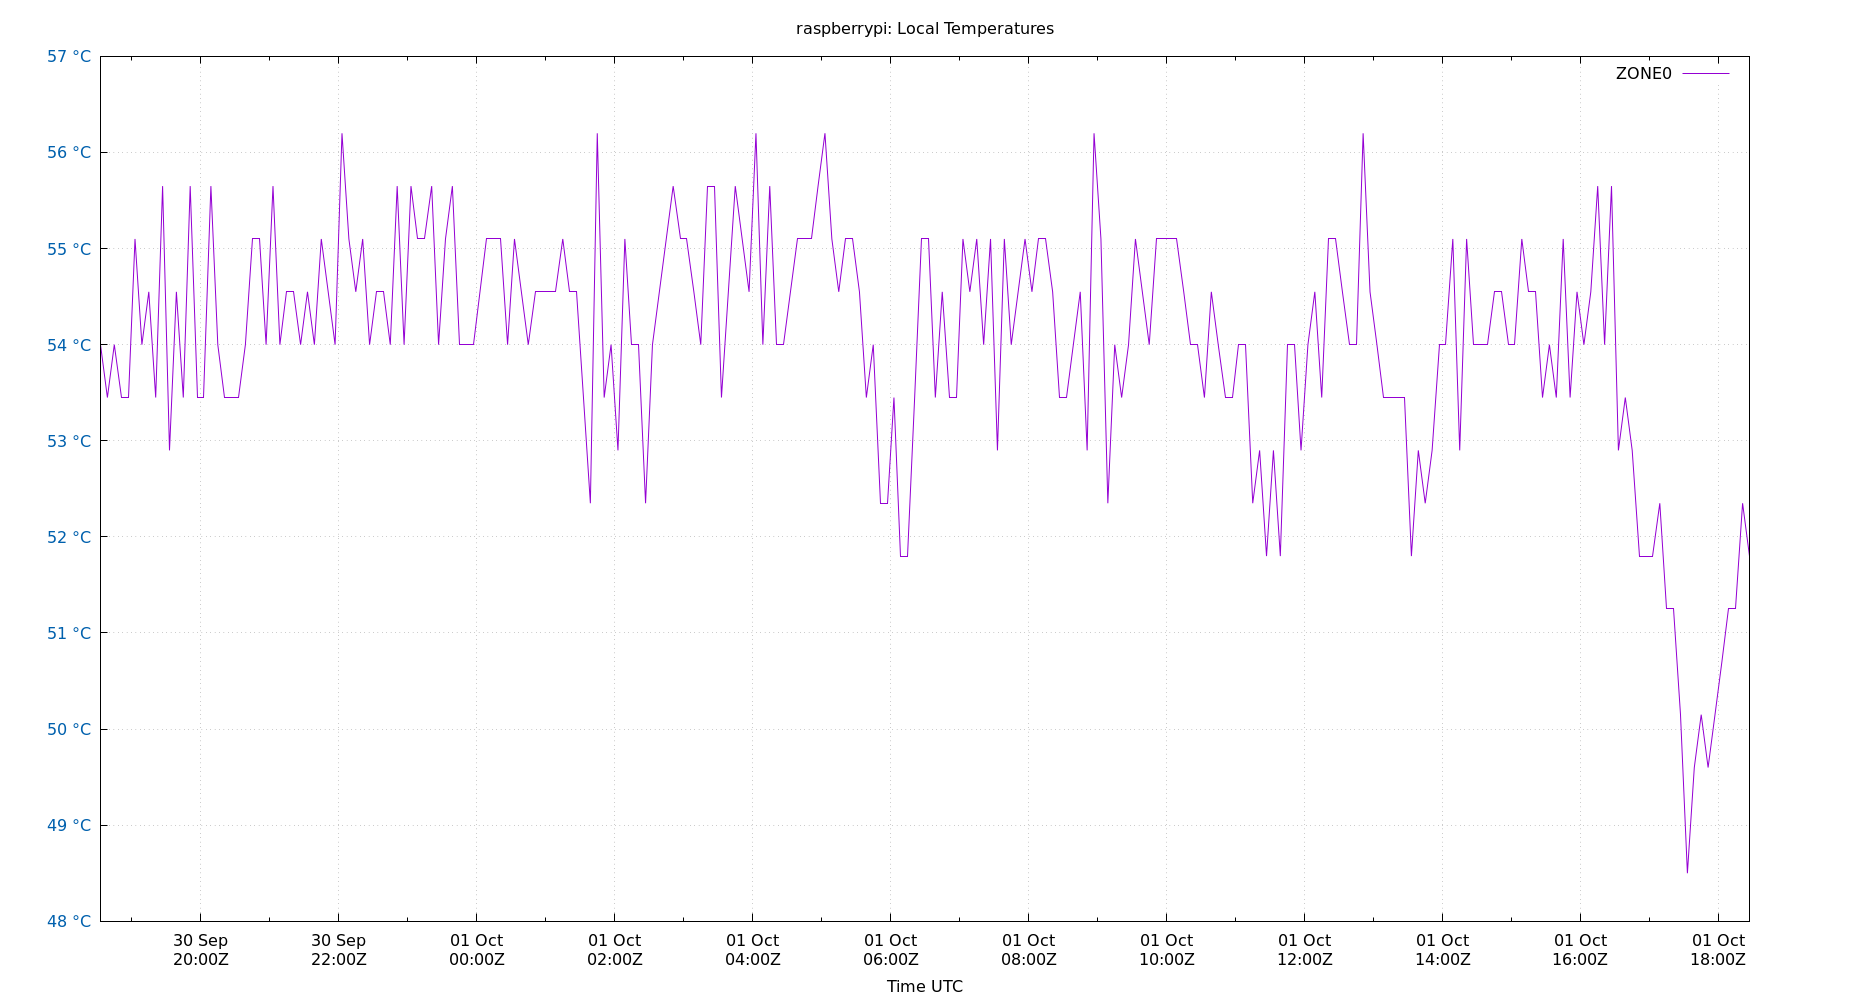 raspberrypi: Local Temperatures
57 °C
ZONE0
56 °C
55 °C
54 °C
53 °C
52 °C
51 °C
50 °C
49 °C
48 °C
30 Sep 30 Sep 01 Oct 01 Oct 01 Oct 01 Oct 01 Oct 01 Oct 01 Oct 01 Oct 01 Oct 01 Oct
20:00Z 22:00Z 00:00Z 02:00Z 04:00Z 06:00Z 08:00Z 10:00Z 12:00Z 14:00Z 16:00Z 18:00Z
Time UTC